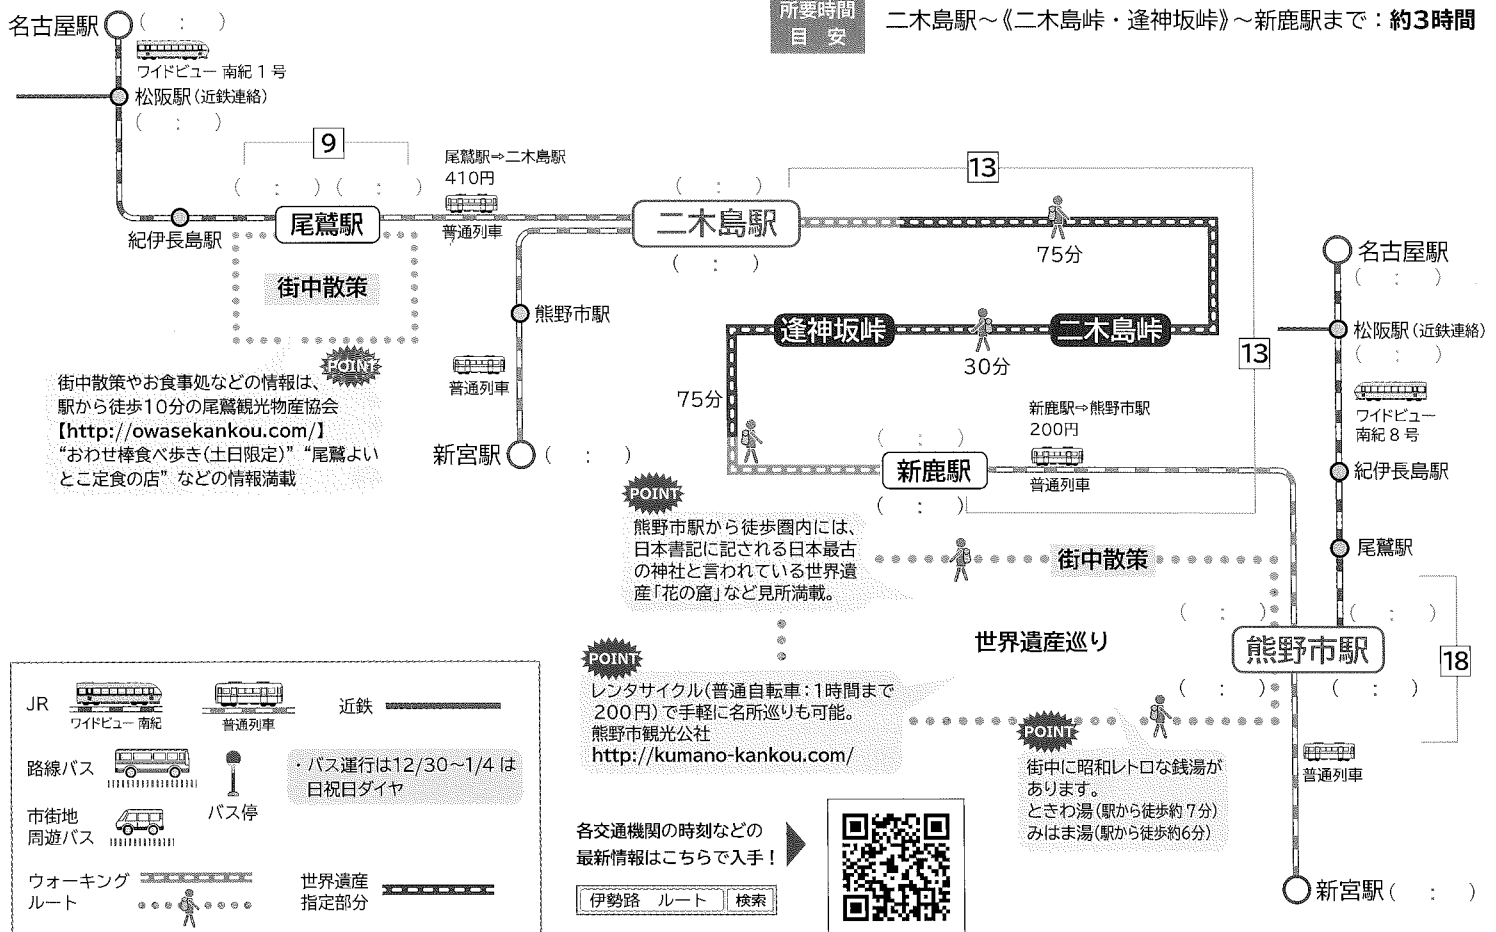 名古屋駅 ( : )
ワイドビュー 南紀 1 号
松阪駅(近鉄連絡)
( : )
紀伊長島駅
9
( : ) ( : )
尾鷲駅
街中散策
尾鷲駅⇒二木島駅
410円
普通列車
POINT
街中散策やお食事処などの情報は、
駅から徒歩10分の尾鷲観光物産協会
【http://owasekankou.com/】
“おわせ棒食べ歩き(土日限定)” “尾鷲よい
とこ定食の店” などの情報満載
所要時間
目 安
二木島駅~《二木島峠・逢神坂峠》~新鹿駅まで:約3時間
( : )
二木島駅
( : )
熊野市駅
普通列車
新宮駅 ( : )
13
75分
二木島峠
30分
逢神坂峠
75分
13
( : )
新鹿駅
( : )
新鹿駅⇒熊野市駅
200円
普通列車
名古屋駅
( : )
松阪駅(近鉄連絡)
( : )
ワイドビュー
南紀 8 号
紀伊長島駅
尾鷲駅
POINT
熊野市駅から徒歩圏内には、
日本書記に記される日本最古
の神社と言われている世界遺
産「花の窟」など見所満載。
街中散策
世界遺産巡り
( : ) ( : )
熊野市駅
( : ) ( : )
18
POINT
レンタサイクル(普通自転車:1時間まで
200円)で手軽に名所巡りも可能。
熊野市観光公社
http://kumano-kankou.com/
POINT
街中に昭和レトロな銭湯が
あります。
ときわ湯(駅から徒歩約7分)
みはま湯(駅から徒歩約6分)
普通列車
新宮駅 ( : )
JR
ワイドビュー 南紀
普通列車
近鉄
路線バス
バス停
・バス運行は12/30~1/4 は
日祝日ダイヤ
市街地
周遊バス
ウォーキング
ルート
世界遺産
指定部分
各交通機関の時刻などの
最新情報はこちらで入手!
伊勢路 ルート 検索